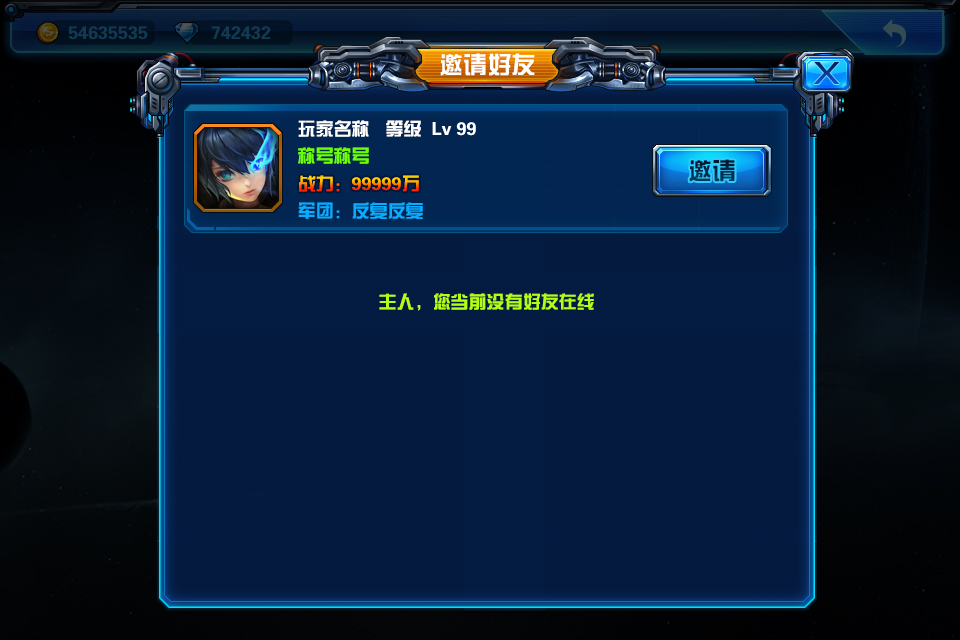 54635535 742432
邀请好友
X
玩家名称 等级 Lv 99
称号称号
战力：99999万
军团：反复反复
邀请
主人，您当前没有好友在线